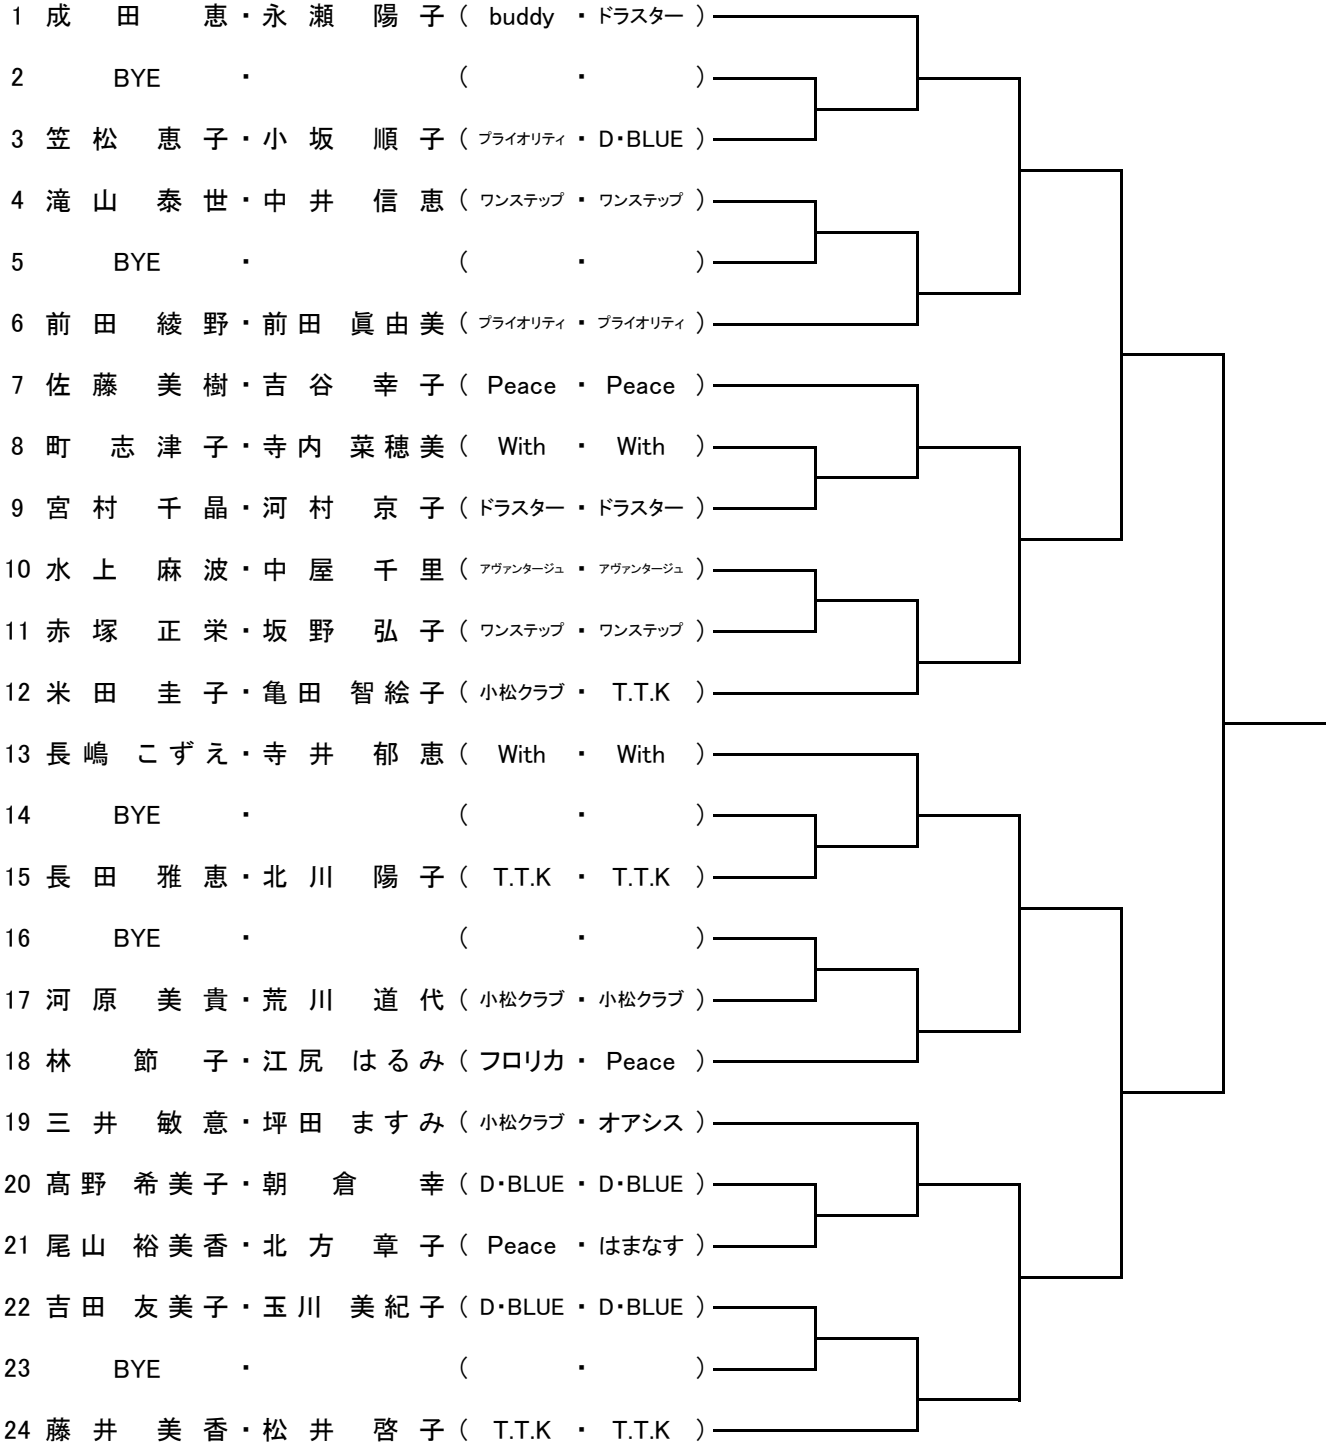 1 成田 恵・永瀬 陽子 ( buddy ・ ドラスター )
2 BYE ・ ( ・ )
3 笠松 恵子・小坂 順子 ( プライオリティ ・ D・BLUE )
4 滝山 泰世・中井 信恵 ( ワンステップ ・ ワンステップ )
5 BYE ・ ( ・ )
6 前田 綾野・前田 眞由美 ( プライオリティ ・ プライオリティ )
7 佐藤 美樹・吉谷 幸子 ( Peace ・ Peace )
8 町 志津子・寺内 菜穂美 ( With ・ With )
9 宮村 千晶・河村 京子 ( ドラスター ・ ドラスター )
10 水上 麻波・中屋 千里 ( アヴァンタージュ ・ アヴァンタージュ )
11 赤塚 正栄・坂野 弘子 ( ワンステップ ・ ワンステップ )
12 米田 圭子・亀田 智絵子 ( 小松クラブ ・ T.T.K )
13 長嶋 こずえ・寺井 郁恵 ( With ・ With )
14 BYE ・ ( ・ )
15 長田 雅恵・北川 陽子 ( T.T.K ・ T.T.K )
16 BYE ・ ( ・ )
17 河原 美貴・荒川 道代 ( 小松クラブ ・ 小松クラブ )
18 林 節子・江尻 はるみ ( フロリカ ・ Peace )
19 三井 敏意・坪田 ますみ ( 小松クラブ ・ オアシス )
20 髙野 希美子・朝倉 幸 ( D・BLUE ・ D・BLUE )
21 尾山 裕美香・北方 章子 ( Peace ・ はまなす )
22 吉田 友美子・玉川 美紀子 ( D・BLUE ・ D・BLUE )
23 BYE ・ ( ・ )
24 藤井 美香・松井 啓子 ( T.T.K ・ T.T.K )